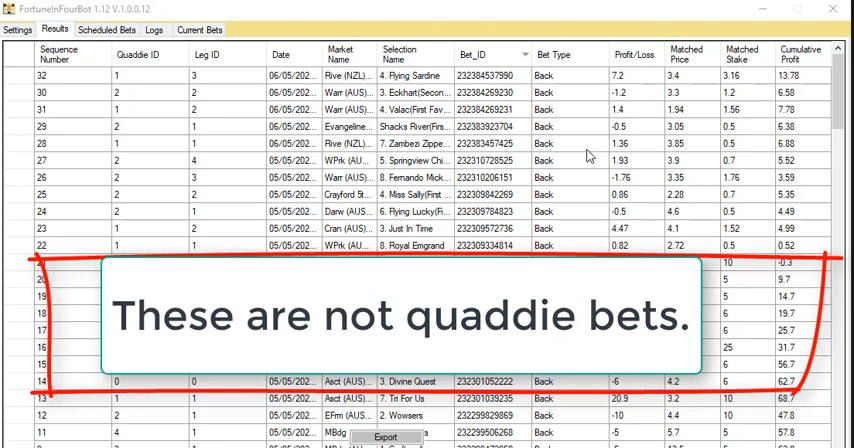 FortuneInFourBot 1.12 V.1.0.0.12
Settings Results Scheduled Bets Logs Current Bets
Sequence Number Quaddie ID Leg ID Date Market Name Selection Name Bet_ID Bet Type Profit/Loss Matched Price Matched Stake Cumulative Profit
32 1 3 06/05/202... Rive (NZL)... 4. Flying Sardine 232384537990 Back 7.2 3.4 3.16 13.78
30 2 2 06/05/202... Warr (AUS)... 3. Eckhart(Secon... 232384269230 Back -1.2 3.3 1.2 6.58
31 1 2 06/05/202... Warr (AUS)... 1. Valac(First Fav... 232384269231 Back 1.4 1.94 1.56 7.78
29 2 1 06/05/202... Evangeline... Shacks River(Firs... 232383923704 Back -0.5 3.05 0.5 6.38
28 1 1 06/05/202... Rive (NZL)... 7. Zambezi Zippe... 232383457425 Back 1.36 3.85 0.5 6.88
27 2 4 05/05/202... WPrk (AU... 5. Springview Chi... 232310728525 Back 1.93 3.9 0.7 5.52
26 2 3 05/05/202... Warr (AUS)... 8. Fernando Mick... 232310206151 Back -1.76 3.35 1.76 3.59
25 2 2 05/05/202... Crayford 5t... 4. Miss Sally(First ... 232309842269 Back 0.86 2.28 0.7 5.35
24 2 1 05/05/202... Darw (AUS... 6. Flying Lucky(Fi... 232309784823 Back -0.5 4.6 0.5 4.49
23 1 2 05/05/202... Cran (AUS)... 3. Just In Time 232309572736 Back 4.47 4.1 1.52 4.99
22 1 1 05/05/202... WPrk (AU... 8. Royal Emgrand 232309334814 Back 0.82 2.72 0.5 0.52
10 -0.3
20 5 9.7
19 5 14.7
18 6 19.7
17 6 25.7
16 25 31.7
15 6 56.7
These are not quaddie bets.
14 0 0 05/05/202... Asct (AUS)... 3. Divine Quest 232301052222 Back -6 4.2 6 62.7
13 1 1 05/05/202... Asct (AUS)... 7. Tri For Us 232301039235 Back 20.9 3.2 10 68.7
12 2 1 05/05/202... EFrm (AU... 2. Wowsers 232299829869 Back -10 4.4 10 47.8
11 4 1 05/05/202... MBdg 232299506308 Back -5 5.7 5 57.8
Export